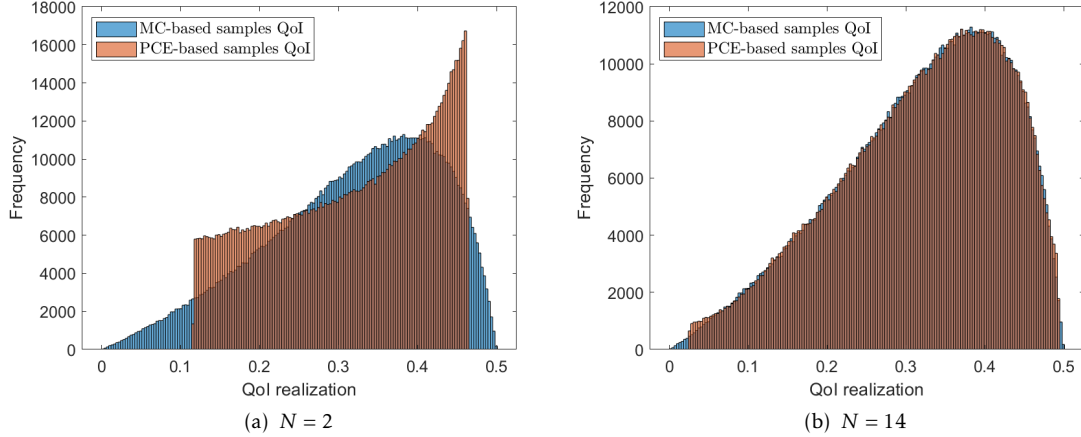 18000
16000
14000
12000
10000
8000
6000
4000
2000
0
Frequency
MC-based samples QoI
PCE-based samples QoI
0 0.1 0.2 0.3 0.4 0.5
QoI realization
(a) N = 2
12000
10000
8000
6000
4000
2000
0
Frequency
MC-based samples QoI
PCE-based samples QoI
0 0.1 0.2 0.3 0.4 0.5
QoI realization
(b) N = 14